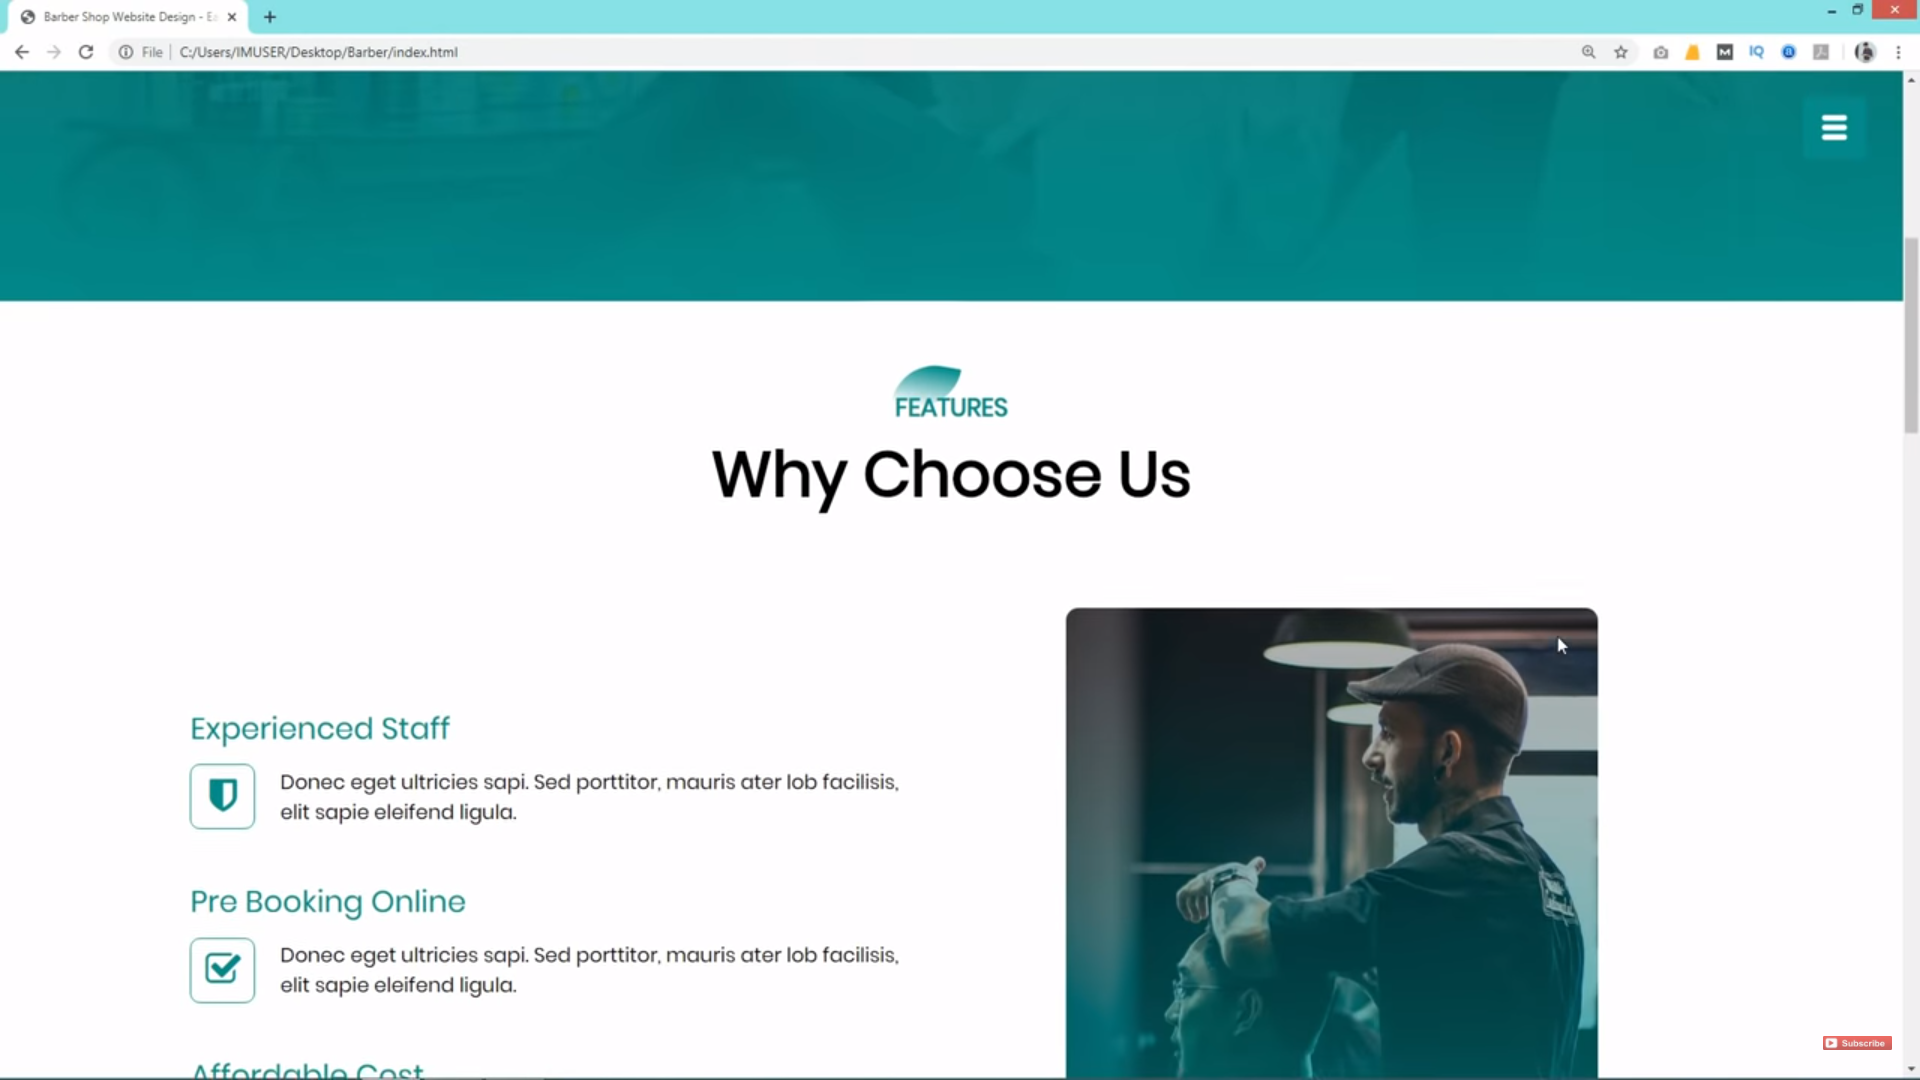 Barber Shop Website Design - Ea
File
C:/Users/IMUSER/Desktop/Barber/index.html
M
IQ
FEATURES
Why Choose Us
Experienced Staff
Donec eget ultricies sapi. Sed porttitor, mauris ater lob facilisis,
elit sapie eleifend ligula.
Pre Booking Online
Donec eget ultricies sapi. Sed porttitor, mauris ater lob facilisis,
elit sapie eleifend ligula.
Affordable Cost
Subscribe